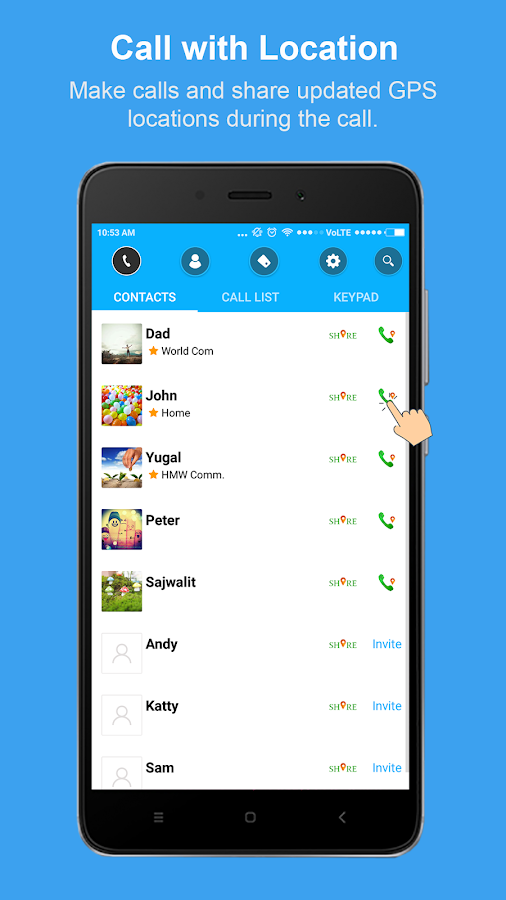 Call with Location
Make calls and share updated GPS
locations during the call.
10:53 AM ... VoLTE
CONTACTS CALL LIST KEYPAD
Dad
World Com
SHARE
John
Home
SHARE
Yugal
HMW Comm.
SHARE
Peter
SHARE
Sajwalit
SHARE
Andy
SHARE Invite
Katty
SHARE Invite
Sam
SHARE Invite